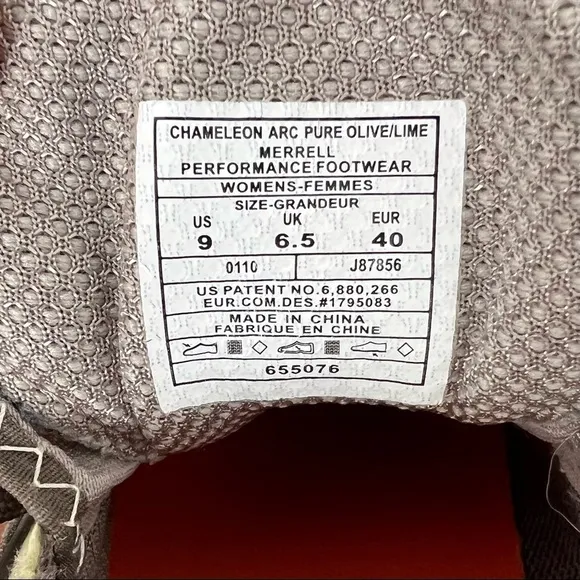 CHAMELEON ARC PURE OLIVE/LIME
MERRELL
PERFORMANCE FOOTWEAR
WOMENS-FEMMES
SIZE-GRANDEUR
US UK EUR
9 6.5 40
0110 J87856
US PATENT NO.6,880,266
EUR.COM.DES.#1795083
MADE IN CHINA
FABRIQUE EN CHINE
655076